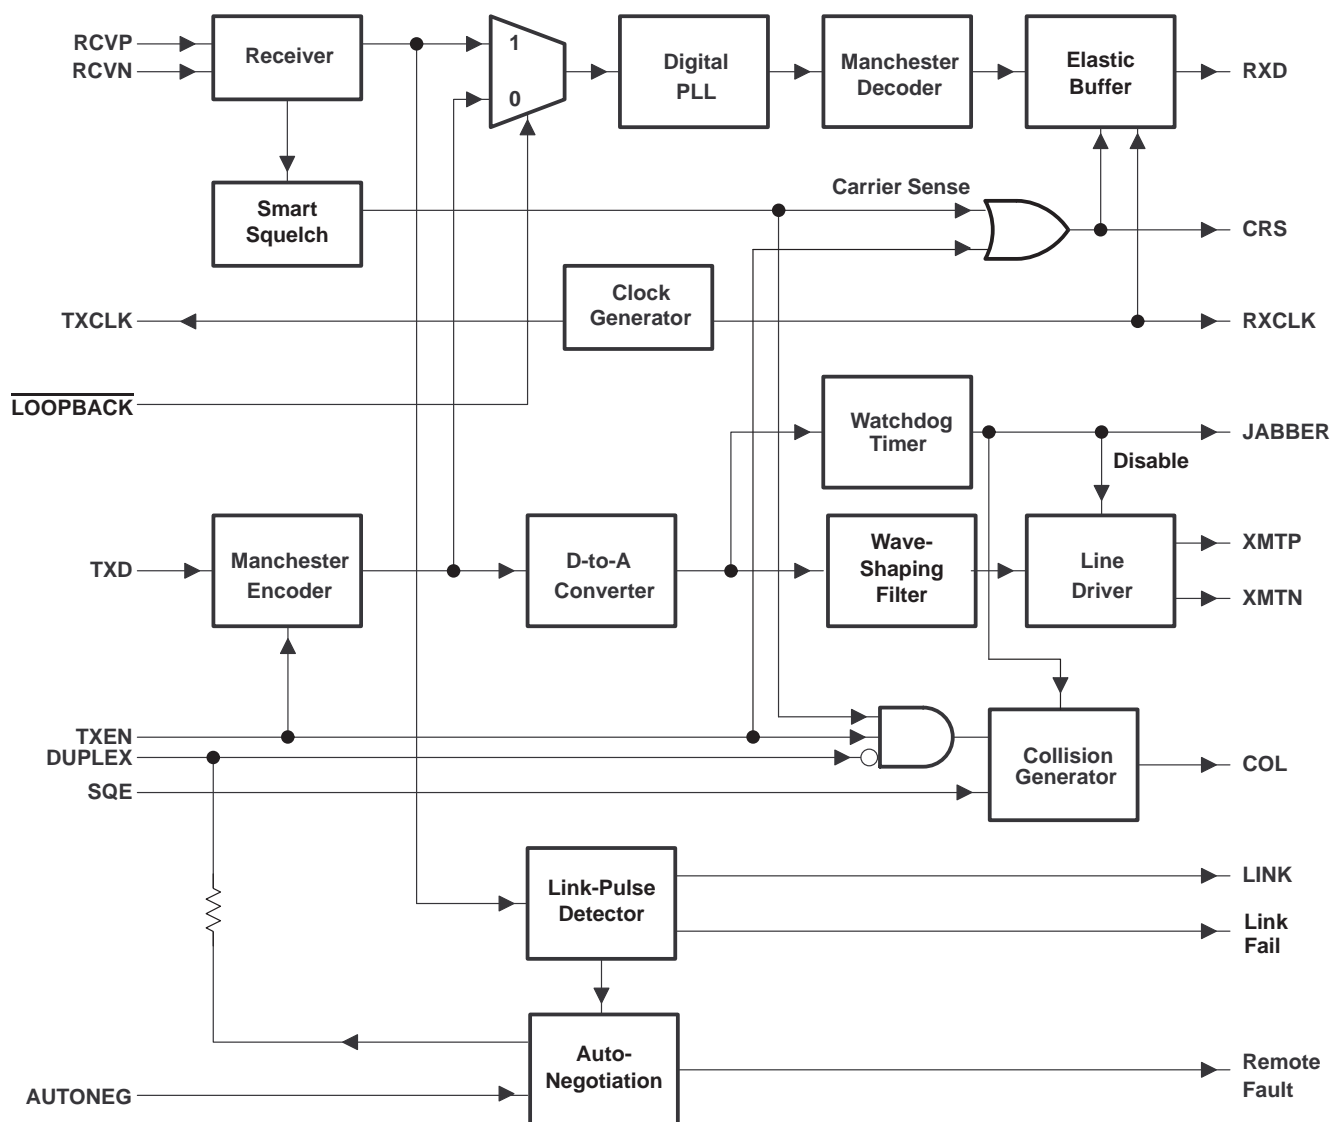 RCVP
RCVN
Receiver
1
0
Digital
PLL
Manchester
Decoder
Elastic
Buffer
RXD
Smart
Squelch
Carrier Sense
CRS
TXCLK
Clock
Generator
RXCLK
LOOPBACK
Watchdog
Timer
JABBER
Disable
TXD
Manchester
Encoder
D-to-A
Converter
Wave-
Shaping
Filter
Line
Driver
XMTP
XMTN
TXEN
DUPLEX
SQE
Collision
Generator
COL
Link-Pulse
Detector
LINK
Link
Fail
Auto-
Negotiation
AUTONEG
Remote
Fault